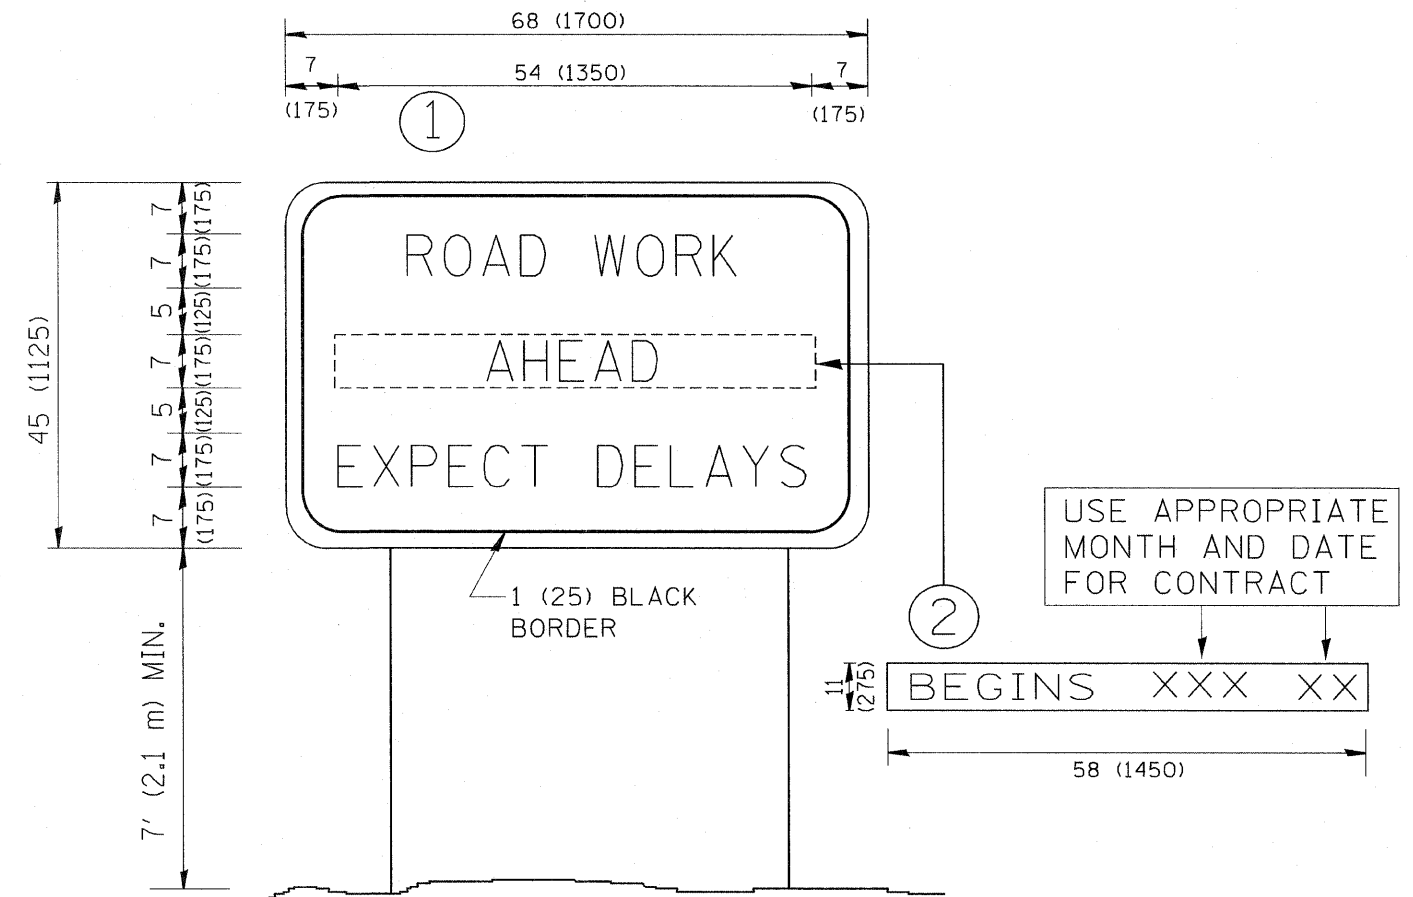 68 (1700)
7
54 (1350)
7
(175)
(175)
1
ROAD WORK
AHEAD
EXPECT DELAYS
45 (1125)
7
(175)
7
(175)
5
(125)
7
(175)
5
(125)
7
(175)
7
(175)
7' (2.1 m) MIN.
1 (25) BLACK
BORDER
2
USE APPROPRIATE
MONTH AND DATE
FOR CONTRACT
11
(275)
BEGINS XXX XX
58 (1450)